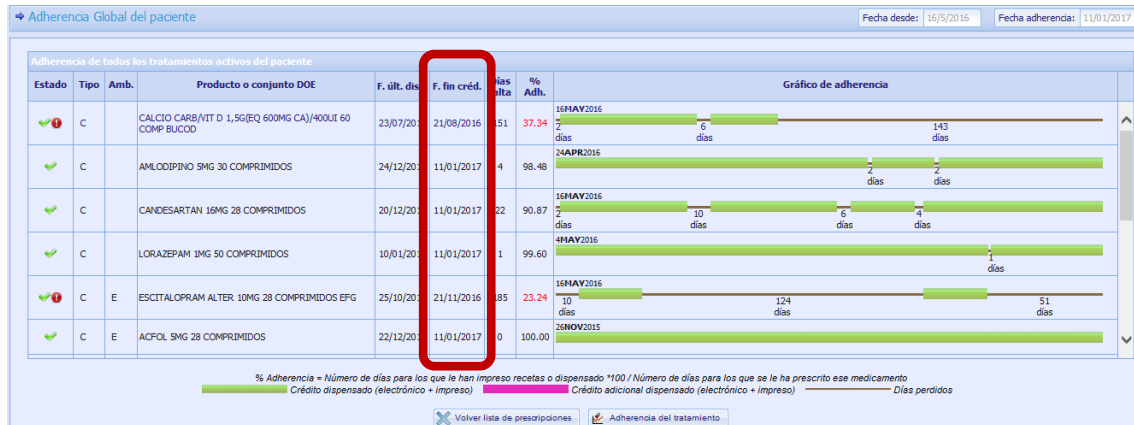 Adherencia Global del paciente Fecha desde: 16/5/2016 Fecha adherencia: 11/01/2017
Adherencia de todos los tratamientos activos del paciente
Estado Tipo Amb. Producto o conjunto DOE F. últ. dis F. fin créd. % Adh. Gráfico de adherencia
C CALCIO CARB/VIT D 1,5G(EQ 600MG CA)/400UI 60 COMP BUCOD 23/07/20 21/08/2016 151 37.34 16MAY2016 2 días 6 días 143 días
C AMLODIPINO 5MG 30 COMPRIMIDOS 24/12/20 11/01/2017 4 98.48 24APR2016 2 días 2 días
C CANDESARTAN 16MG 28 COMPRIMIDOS 20/12/20 11/01/2017 22 90.87 16MAY2016 2 días 10 días 6 días 4 días
C LORAZEPAM 1MG 50 COMPRIMIDOS 10/01/20 11/01/2017 1 99.60 4MAY2016 1 días
C E ESCITALOPRAM ALTER 10MG 28 COMPRIMIDOS EFG 25/10/20 21/11/2016 185 23.24 16MAY2016 10 días 124 días 51 días
C E ACFOL 5MG 28 COMPRIMIDOS 22/12/20 11/01/2017 0 100.00 26NOV2015
% Adherencia = Número de días para los que le han impreso recetas o dispensado *100 / Número de días para los que se le ha prescrito ese medicamento
Crédito dispensado (electrónico + impreso) Crédito adicional dispensado (electrónico + impreso) Días perdidos
Volver lista de prescripciones Adherencia del tratamiento